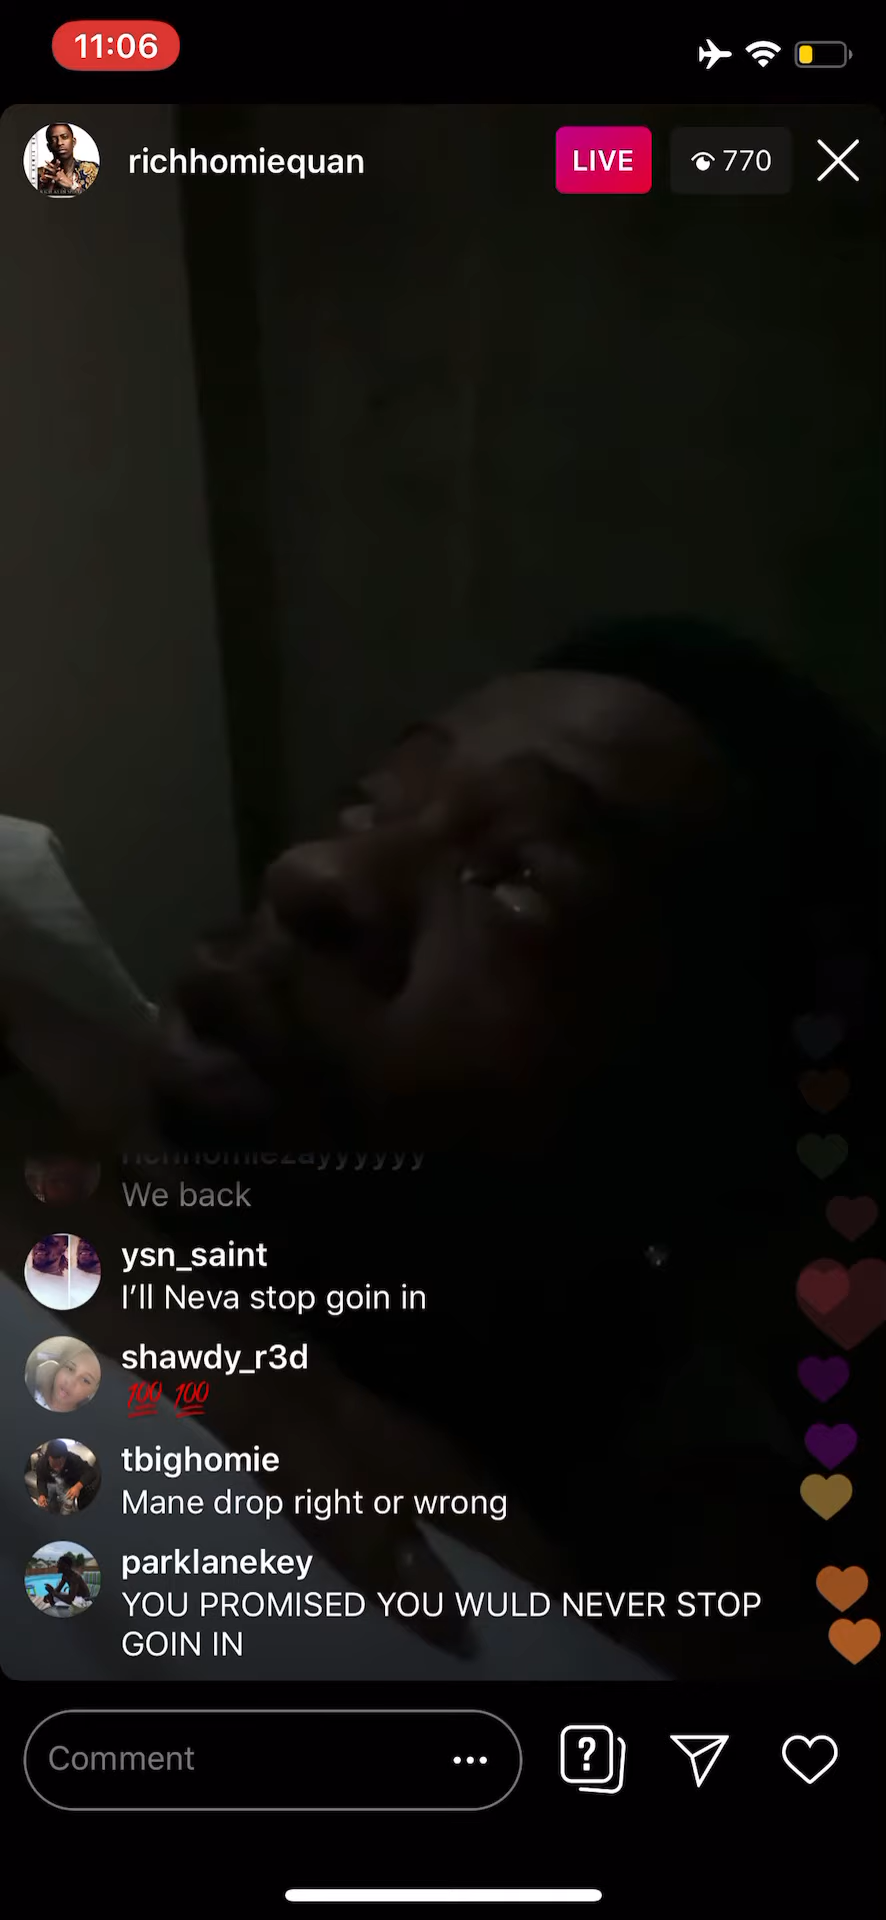 11:06
richhomiequan
LIVE
770
We back
ysn_saint
I'll Neva stop goin in
shawdy_r3d
💯 💯
tbighomie
Mane drop right or wrong
parklanekey
YOU PROMISED YOU WULD NEVER STOP
GOIN IN
Comment